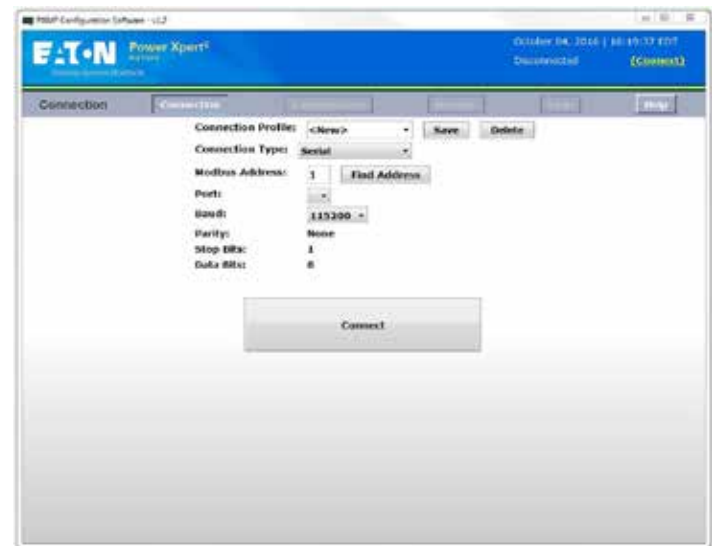 Configuration Software - v1.2
EATON
Power Xpert®
October 04, 2016 | 10:19:37 EDT
Disconnected (Connect)
Connection Connection Help
Connection Profile: <New> Save Delete
Connection Type: Serial
Modbus Address: 1 Find Address
Port:
Baud: 115200
Parity: None
Stop Bits: 1
Data Bits: 8
Connect